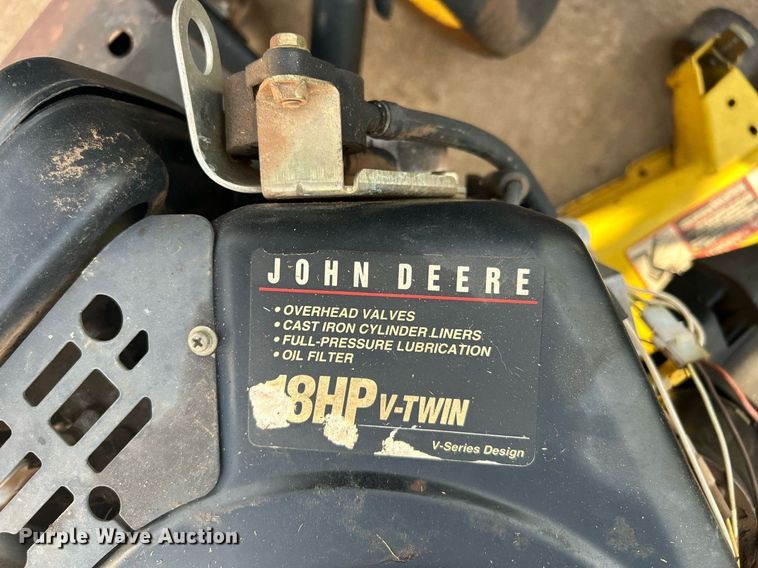 JOHN DEERE
• OVERHEAD VALVES
• CAST IRON CYLINDER LINERS
• FULL-PRESSURE LUBRICATION
• OIL FILTER
18HP V-TWIN
V-Series Design
Purple Wave Auction